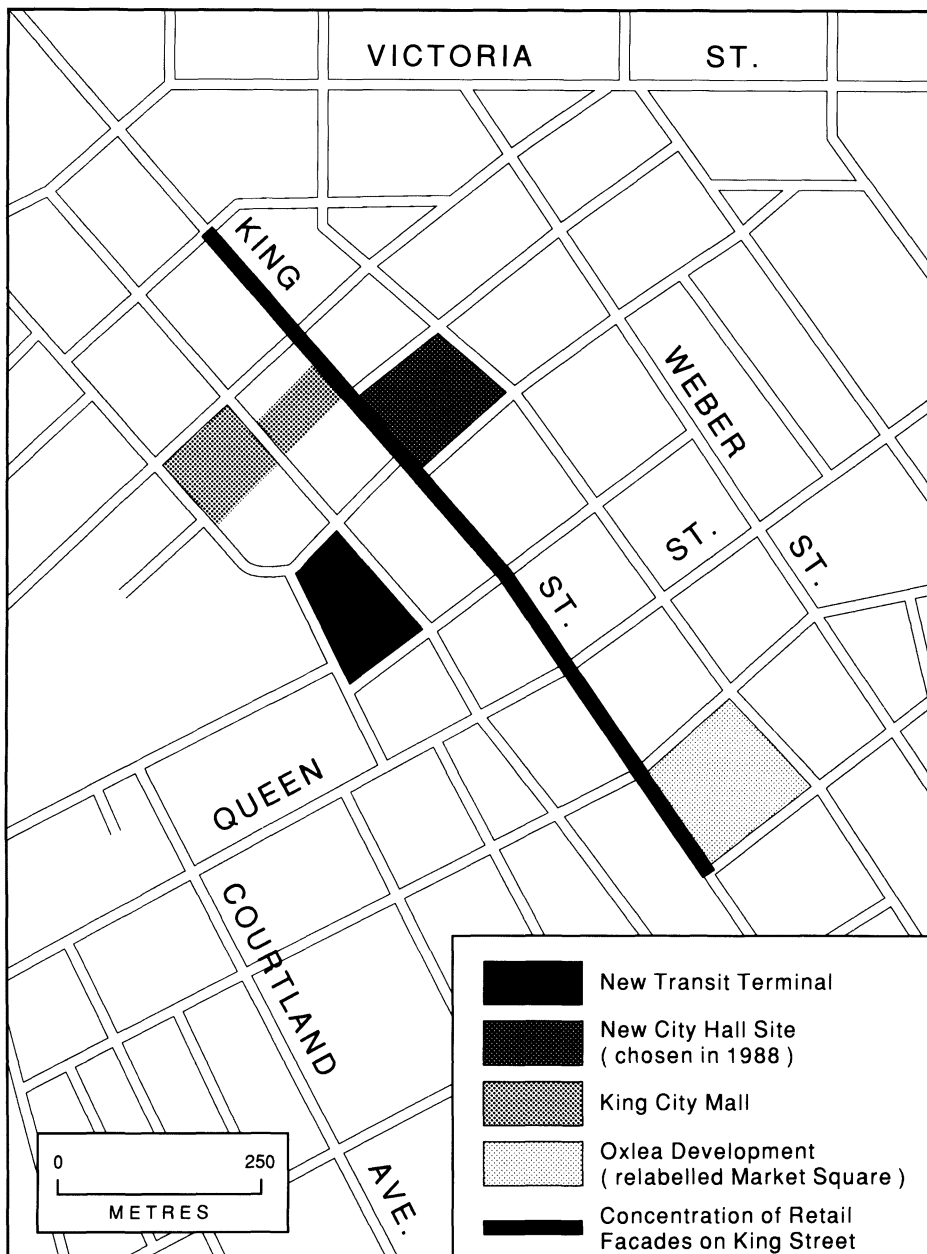 VICTORIA ST.
KING
WEBER
ST.
ST.
ST.
QUEEN
COURTLAND
AVE.
0 250
METRES
New Transit Terminal
New City Hall Site
( chosen in 1988 )
King City Mall
Oxlea Development
( relabelled Market Square )
Concentration of Retail
Facades on King Street